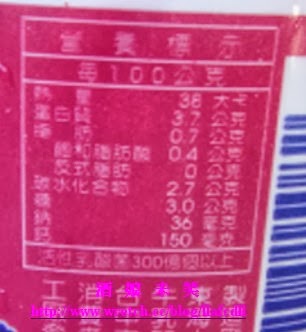 營養標示
每100公克
熱量 38 大卡
蛋白質 3.7 公克
脂肪 0.7 公克
飽和脂肪酸 0.4 公克
反式脂肪 0 公克
碳水化合物 2.7 公克
糖 3.0 公克
鈉 36 毫克
鈣 150 毫克
活性乳酸菌300億個以上